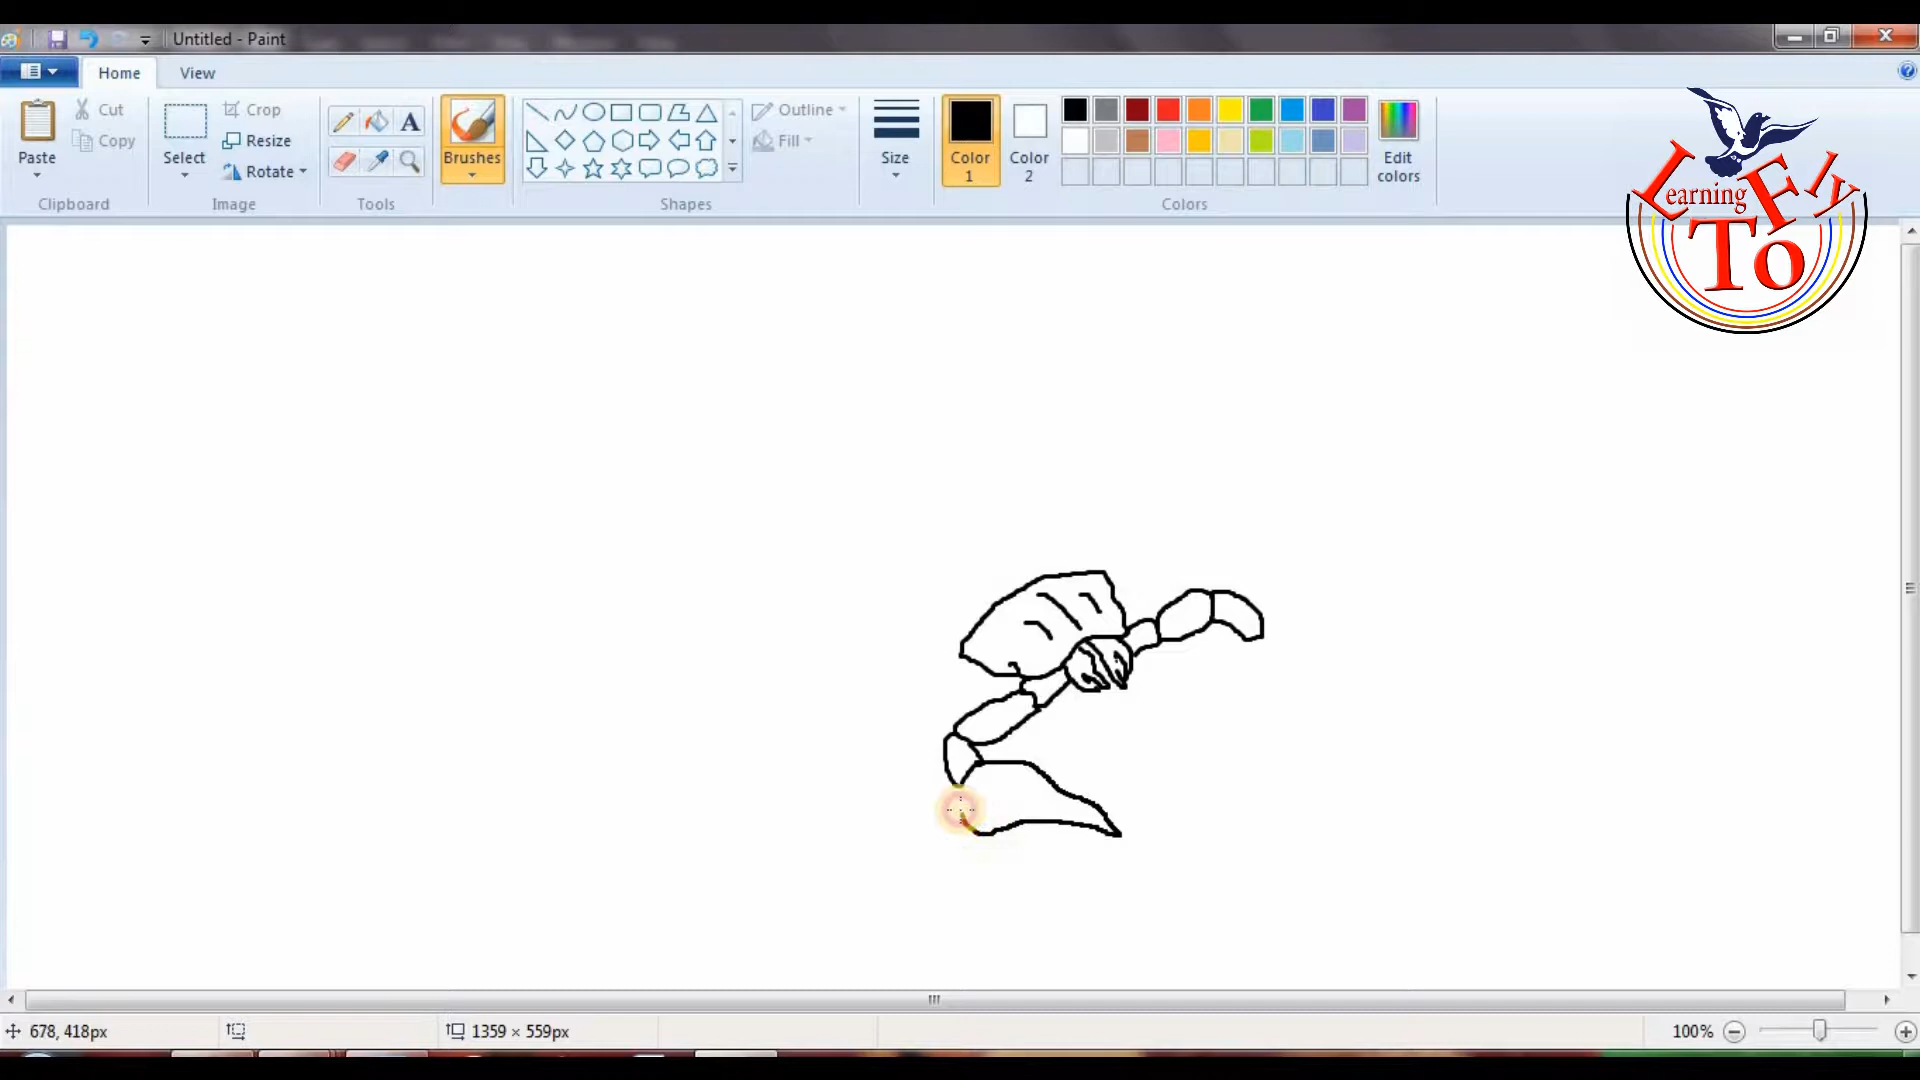 Untitled - Paint
Home View
Paste
Cut
Copy
Clipboard
Select
Crop
Resize
Rotate
Image
A
Tools
Brushes
Outline
Fill
Shapes
Size
Color 1
Color 2
Edit colors
Colors
Learning
To
Fly
678, 418px
1359 × 559px
100%